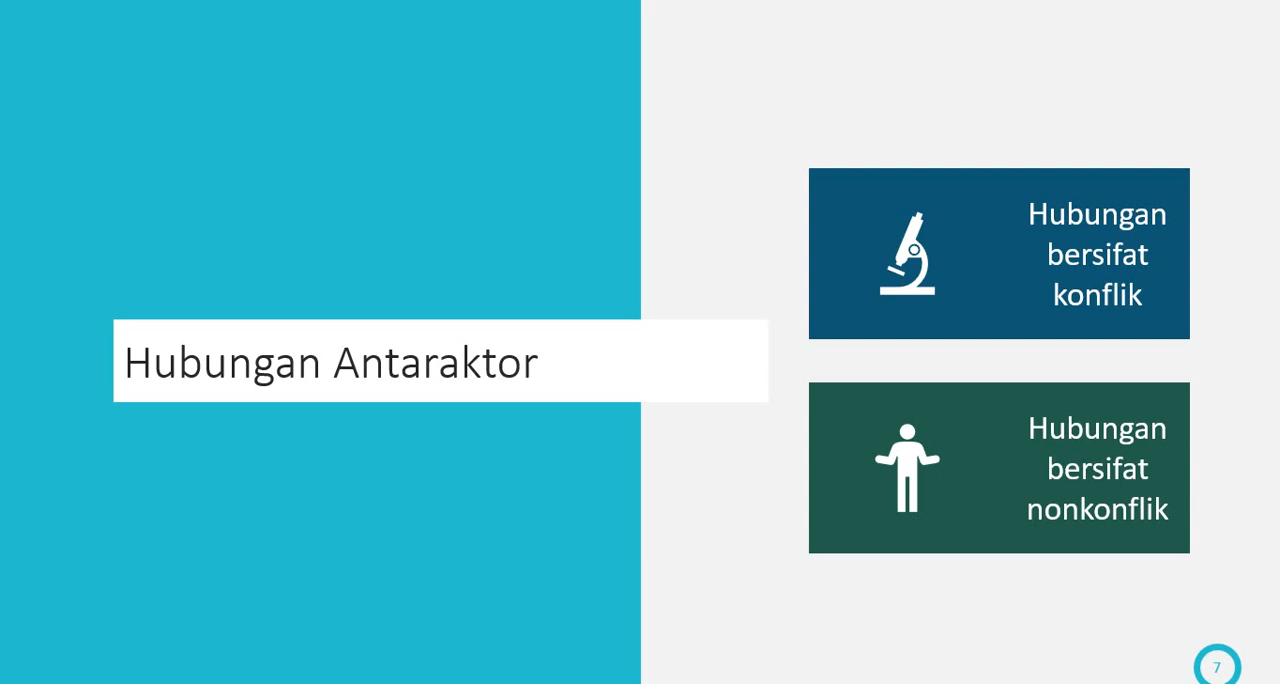 Hubungan Antaraktor
Hubungan
bersifat
konflik
Hubungan
bersifat
nonkonflik
7